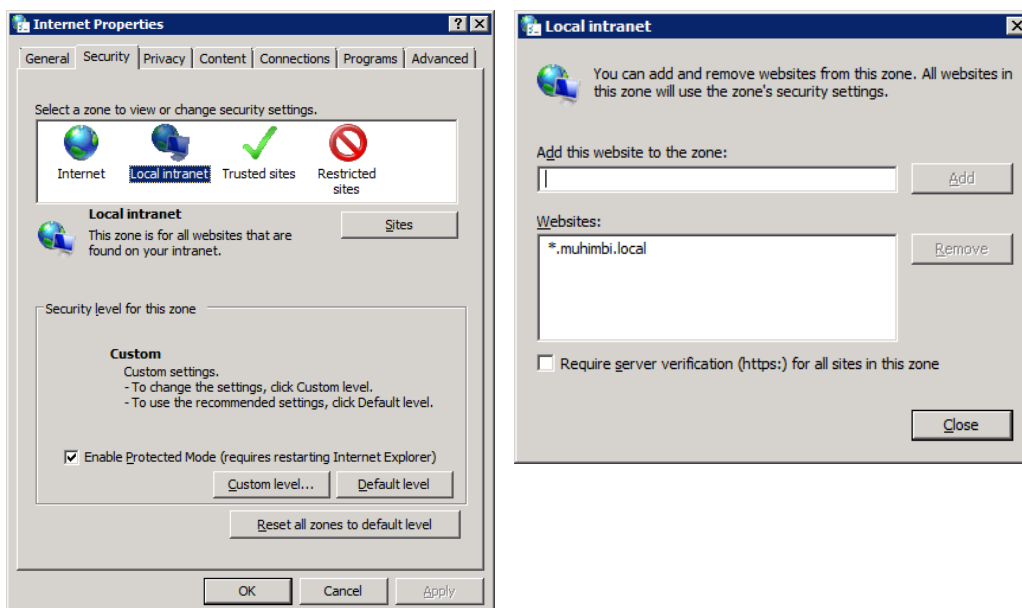 Internet Properties
General Security Privacy Content Connections Programs Advanced
Select a zone to view or change security settings.
Internet Local intranet Trusted sites Restricted
sites
Local intranet
This zone is for all websites that are
found on your intranet.
Sites
Security level for this zone
Custom
Custom settings.
- To change the settings, click Custom level.
- To use the recommended settings, click Default level.
Enable Protected Mode (requires restarting Internet Explorer)
Custom level... Default level
Reset all zones to default level
OK Cancel Apply
Local intranet
You can add and remove websites from this zone. All websites in
this zone will use the zone's security settings.
Add this website to the zone:
Add
Websites:
*.muhimbi.local
Remove
Require server verification (https:) for all sites in this zone
Close